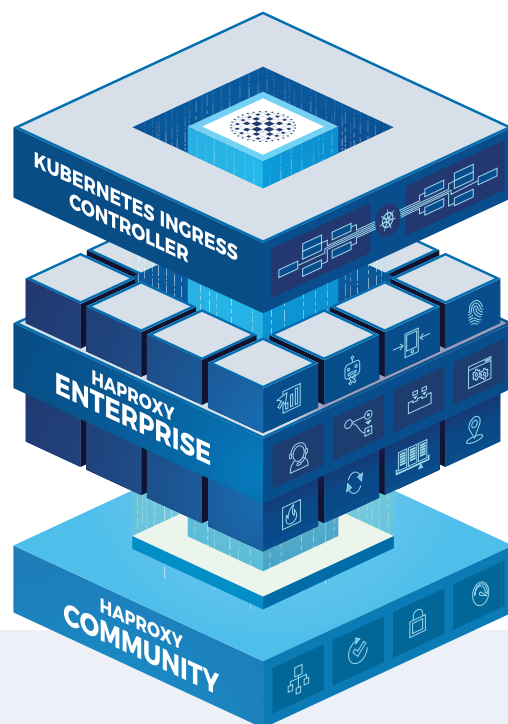 KUBERNETES INGRESS
CONTROLLER
HAPROXY
ENTERPRISE
HAPROXY
COMMUNITY